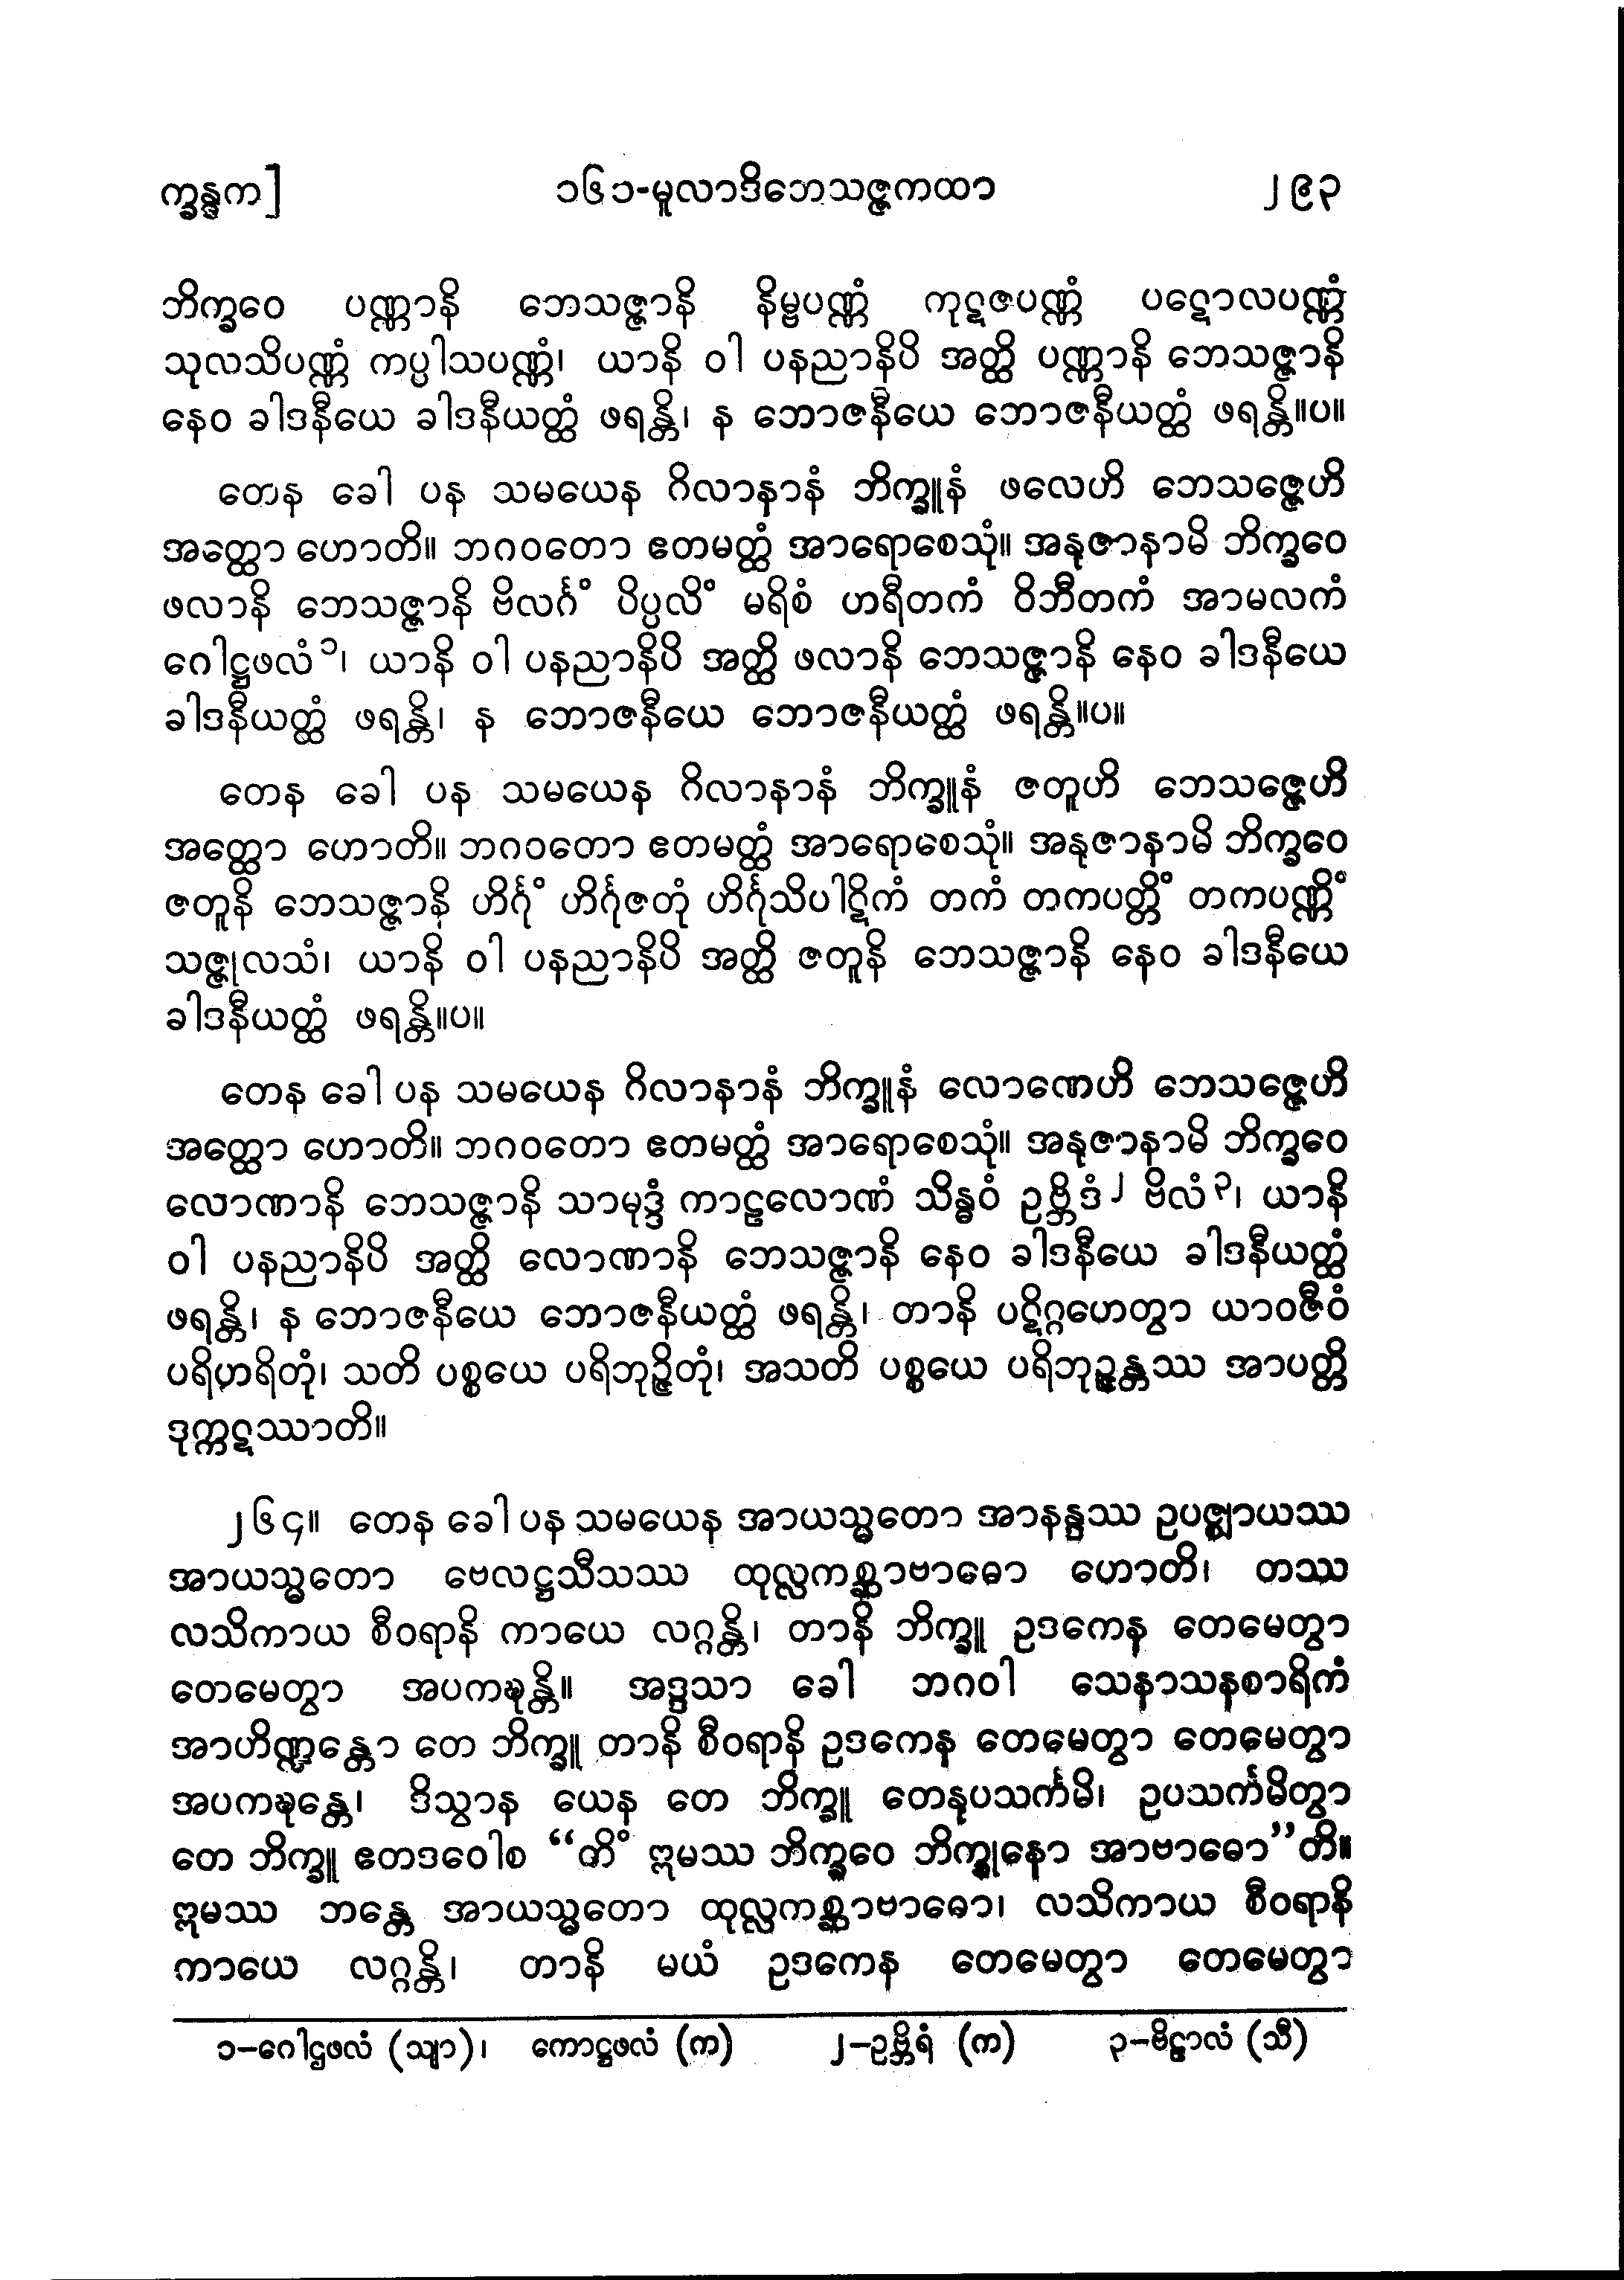 က္ခန္ဓက]
၁၆၁-မူလာဒိဘေသဇ္ဇကထာ
၂၉၃
ဘိက္ခဝေ ပဏ္ဏာနိ ဘေသဇ္ဇာနိ နိမ္ဗပဏ္ဏံ ကုဋဇပဏ္ဏံ ပဋောလပဏ္ဏံ
သုလသိပဏ္ဏံ ကပ္ပါသပဏ္ဏံ၊ ယာနိ ဝါ ပနညာနိပိ အတ္ထိ ပဏ္ဏာနိ ဘေသဇ္ဇာနိ
နေဝ ခါဒနီယေ ခါဒနီယတ္ထံ ဖရန္တိ၊ န ဘောဇနီယေ ဘောဇနီယတ္ထံ ဖရန္တိ။ပ။
တေန ခေါ ပန သမယေန ဂိလာနာနံ ဘိက္ခူနံ ဖလေဟိ ဘေသဇ္ဇေဟိ
အတ္ထော ဟောတိ။ ဘဂဝတော ဧတမတ္ထံ အာရောစေသုံ။ အနုဇာနာမိ ဘိက္ခဝေ
ဖလာနိ ဘေသဇ္ဇာနိ ဗိလင်္ဂံ ပိပ္ပလိံ မရိစံ ဟရီတကံ ဝိဘီတကံ အာမလကံ
ဂေါဋ္ဌဖလံ၁၊ ယာနိ ဝါ ပနညာနိပိ အတ္ထိ ဖလာနိ ဘေသဇ္ဇာနိ နေဝ ခါဒနီယေ
ခါဒနီယတ္ထံ ဖရန္တိ၊ န ဘောဇနီယေ ဘောဇနီယတ္ထံ ဖရန္တိ။ပ။
တေန ခေါ ပန သမယေန ဂိလာနာနံ ဘိက္ခူနံ ဇတူဟိ ဘေသဇ္ဇေဟိ
အတ္ထော ဟောတိ။ ဘဂဝတော ဧတမတ္ထံ အာရောစေသုံ။ အနုဇာနာမိ ဘိက္ခဝေ
ဇတူနိ ဘေသဇ္ဇာနိ ဟိင်္ဂုံ ဟိင်္ဂုဇတုံ ဟိင်္ဂုသိပါဋိကံ တကံ တကပတ္တိံ တကပဏ္ဏိံ
သဇ္ဇုလသံ၊ ယာနိ ဝါ ပနညာနိပိ အတ္ထိ ဇတူနိ ဘေသဇ္ဇာနိ နေဝ ခါဒနီယေ
ခါဒနီယတ္ထံ ဖရန္တိ။ပ။
တေန ခေါ ပန သမယေန ဂိလာနာနံ ဘိက္ခူနံ လောဏေဟိ ဘေသဇ္ဇေဟိ
အတ္ထော ဟောတိ။ ဘဂဝတော ဧတမတ္ထံ အာရောစေသုံ။ အနုဇာနာမိ ဘိက္ခဝေ
လောဏာနိ ဘေသဇ္ဇာနိ သာမုဒ္ဒံ ကာဠလောဏံ သိန္ဓဝံ ဥဗ္ဘိဒံ၂ ဗိလံ၃၊ ယာနိ
ဝါ ပနညာနိပိ အတ္ထိ လောဏာနိ ဘေသဇ္ဇာနိ နေဝ ခါဒနီယေ ခါဒနီယတ္ထံ
ဖရန္တိ၊ န ဘောဇနီယေ ဘောဇနီယတ္ထံ ဖရန္တိ၊ တာနိ ပဋိဂ္ဂဟေတွာ ယာဝဇီဝံ
ပရိဟရိတုံ၊ သတိ ပစ္စယေ ပရိဘုဉ္ဇိတုံ၊ အသတိ ပစ္စယေ ပရိဘုဉ္ဇန္တဿ အာပတ္တိ
ဒုက္ကဋဿာတိ။
၂၆၄။ တေန ခေါ ပန သမယေန အာယသ္မတော အာနန္ဒဿ ဥပဇ္ဈာယဿ
အာယသ္မတော ဗေလဋ္ဌသီသဿ ထုလ္လကစ္ဆာဗာဓော ဟောတိ၊ တဿ
လသိကာယ စီဝရာနိ ကာယေ လဂ္ဂန္တိ၊ တာနိ ဘိက္ခူ ဥဒကေန တေမေတွာ
တေမေတွာ အပကဍ္ဎန္တိ။ အဒ္ဒသာ ခေါ ဘဂဝါ သေနာသနစာရိကံ
အာဟိဏ္ဍန္တော တေ ဘိက္ခူ တာနိ စီဝရာနိ ဥဒကေန တေမေတွာ တေမေတွာ
အပကဍ္ဎန္တေ၊ ဒိသွာန ယေန တေ ဘိက္ခူ တေနုပသင်္ကမိ၊ ဥပသင်္ကမိတွာ
တေ ဘိက္ခူ ဧတဒဝေါစ “ကိံ ဣမဿ ဘိက္ခဝေ ဘိက္ခုနော အာဗာဓော”တိ။
ဣမဿ ဘန္တေ အာယသ္မတော ထုလ္လကစ္ဆာဗာဓော၊ လသိကာယ စီဝရာနိ
ကာယေ လဂ္ဂန္တိ၊ တာနိ မယံ ဥဒကေန တေမေတွာ တေမေတွာ
၁–ဂေါဌဖလံ (သျာ)၊ ကောဋ္ဌဖလံ (က) ၂–ဥဗ္ဘိရံ (က) ၃–ဗိဠာလံ (သီ)